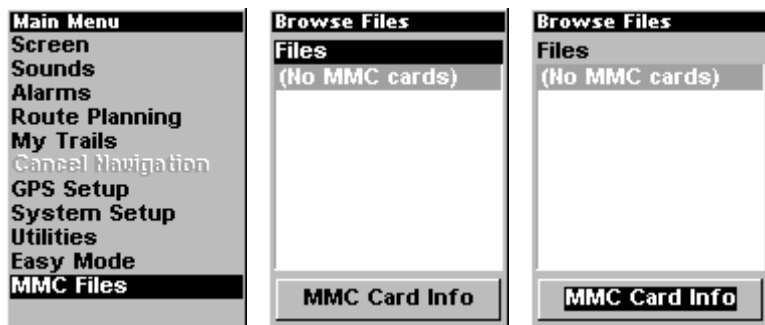 Main Menu
Screen
Sounds
Alarms
Route Planning
My Trails
Cancel Navigation
GPS Setup
System Setup
Utilities
Easy Mode
MMC Files
Browse Files
Files
(No MMC cards)
MMC Card Info
Browse Files
Files
(No MMC cards)
MMC Card Info